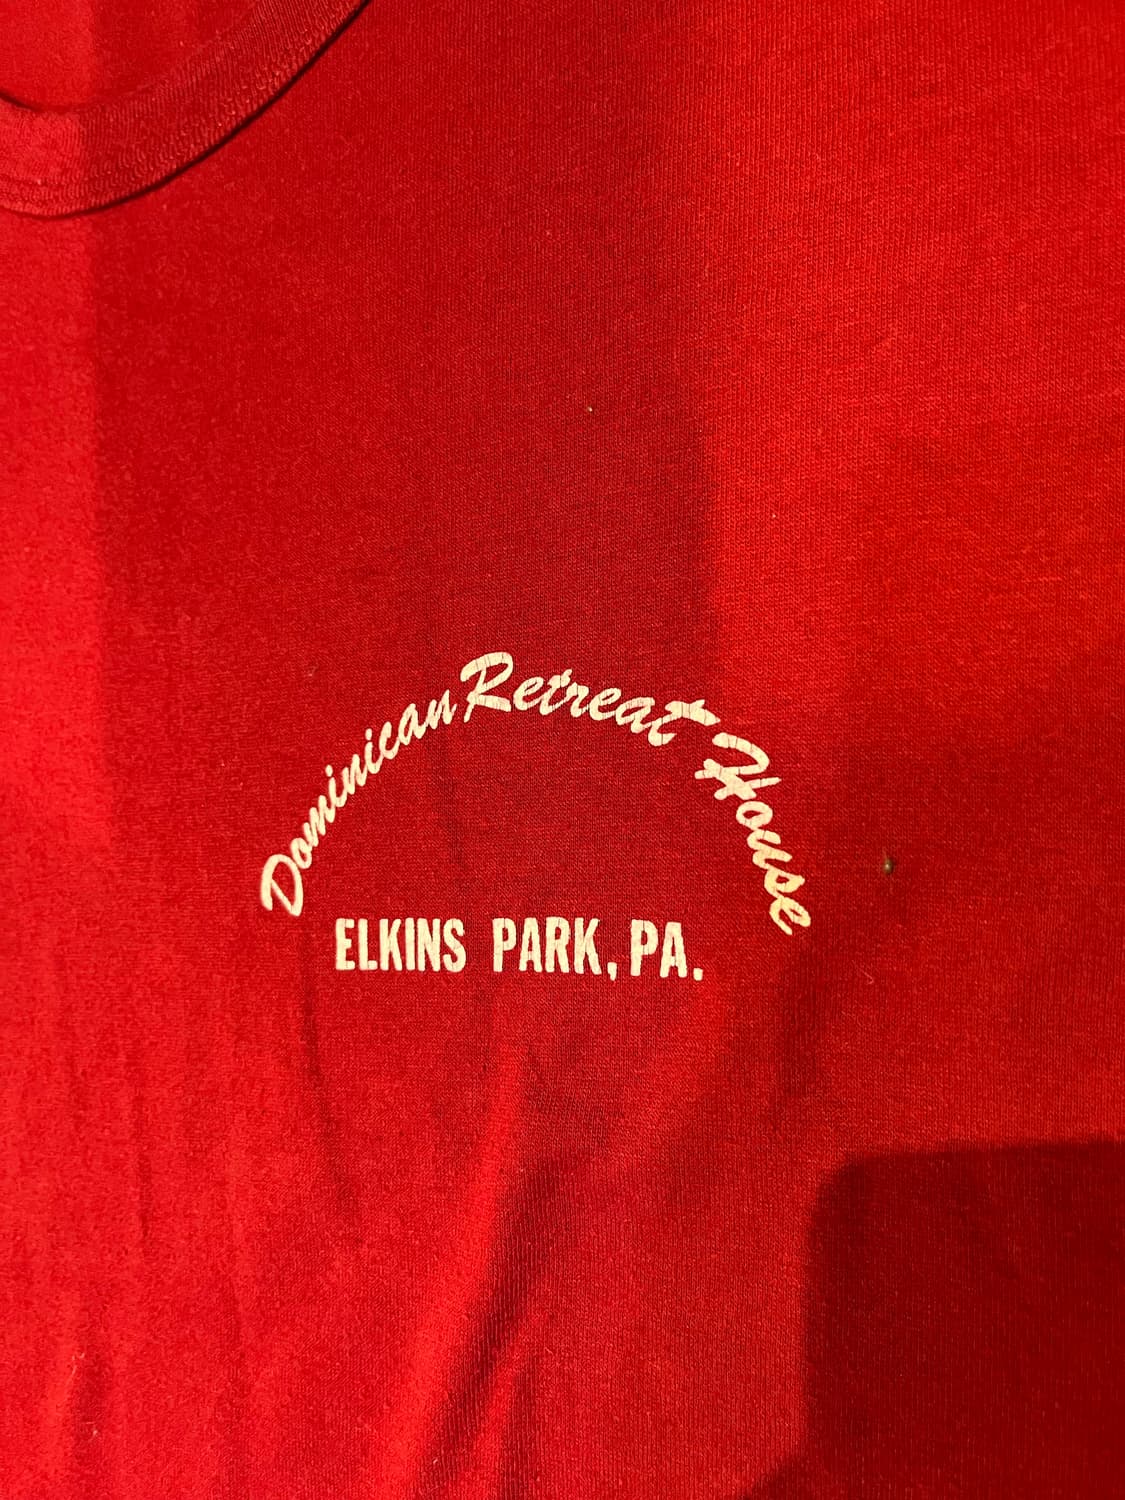 Dominican Retreat House
ELKINS PARK, PA.